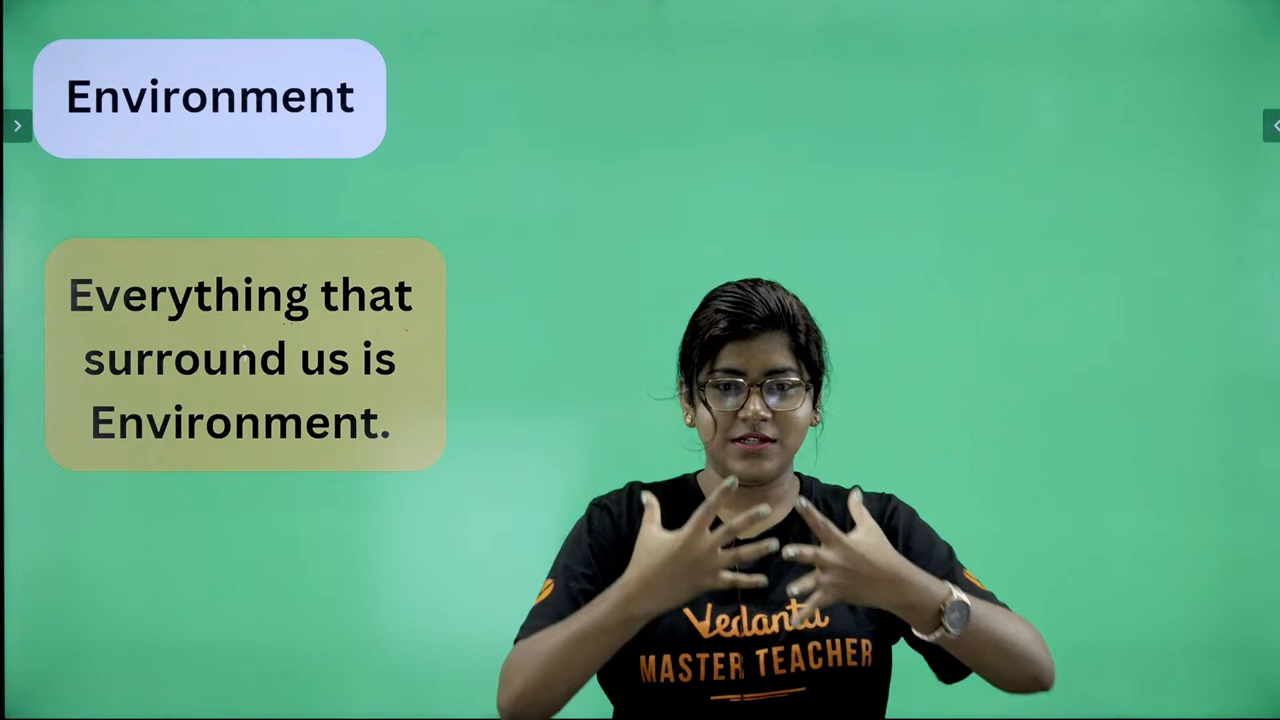 Environment
Everything that
surround us is
Environment.
Vedantu
MASTER TEACHER